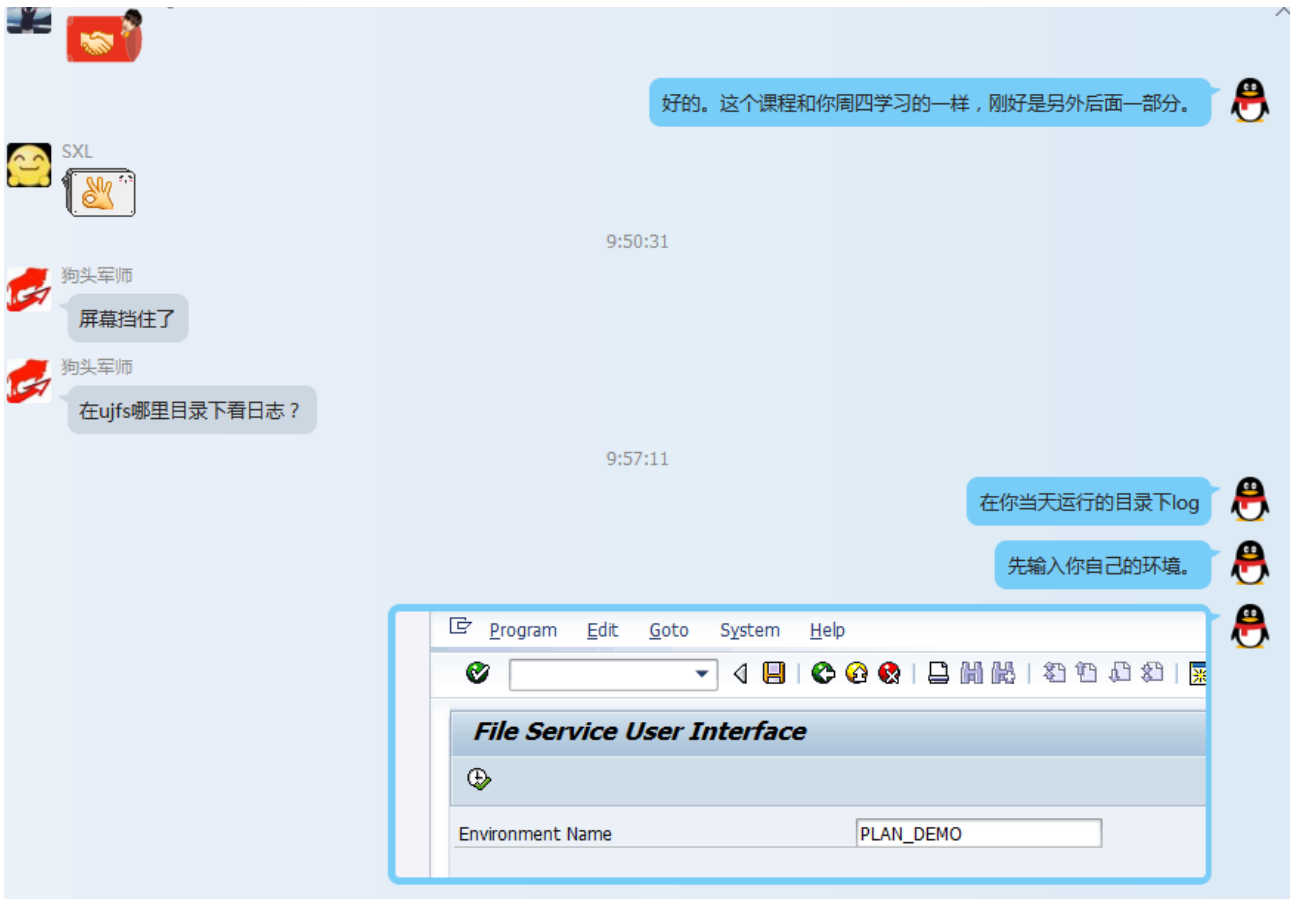 好的。这个课程和你周四学习的一样，刚好是另外后面一部分。
SXL
9:50:31
狗头军师
屏幕挡住了
狗头军师
在ujfs哪里目录下看日志？
9:57:11
在你当天运行的目录下log
先输入你自己的环境。
Program Edit Goto System Help
File Service User Interface
Environment Name PLAN_DEMO